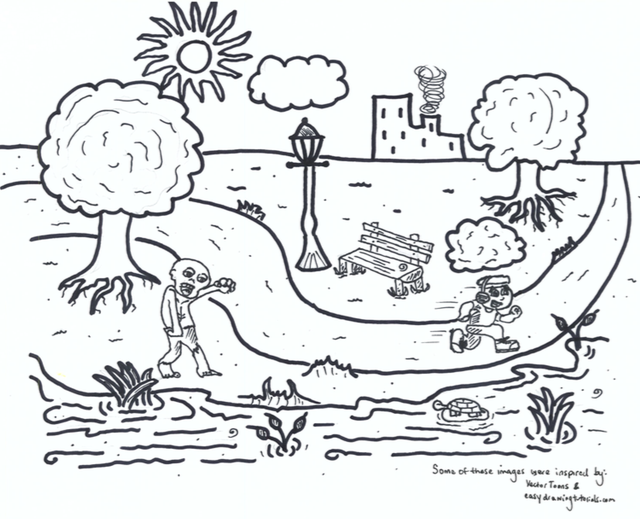 Some of these images were inspired by:
Vector Toons &
easydrawingtutorials.com